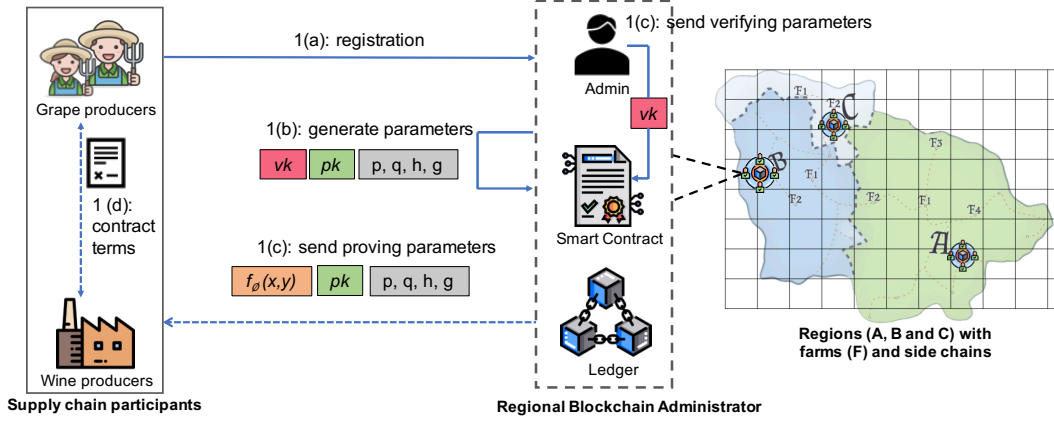 1(c): send verifying parameters
1(a): registration
Grape producers
Admin
vk
1(b): generate parameters
vk pk p, q, h, g
1 (d):
contract
terms
Smart Contract
1(c): send proving parameters
fø(x,y) pk p, q, h, g
Wine producers
Ledger
Supply chain participants
Regional Blockchain Administrator
F1
F2
C
F3
B
F1
F2
F2
F1
F4
A
Regions (A, B and C) with
farms (F) and side chains